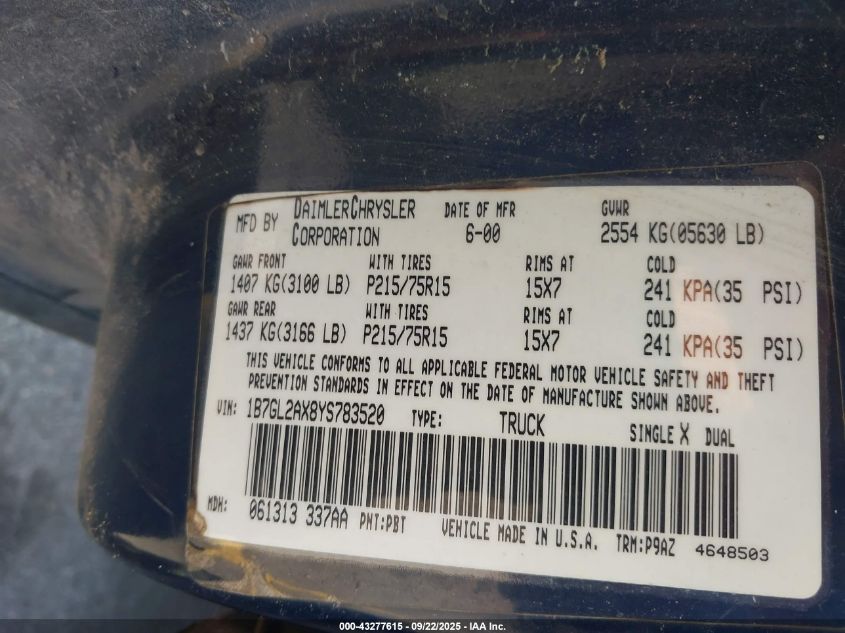 MFD BY DAIMLERCHRYSLER CORPORATION DATE OF MFR 6-00 GVWR 2554 KG(05630 LB)
GAWR FRONT WITH TIRES RIMS AT COLD
1407 KG(3100 LB) P215/75R15 15X7 241 KPA(35 PSI)
GAWR REAR WITH TIRES RIMS AT COLD
1437 KG(3166 LB) P215/75R15 15X7 241 KPA(35 PSI)
THIS VEHICLE CONFORMS TO ALL APPLICABLE FEDERAL MOTOR VEHICLE SAFETY AND THEFT
PREVENTION STANDARDS IN EFFECT ON THE DATE OF MANUFACTURE SHOWN ABOVE.
VIN: 1B7GL2AX8YS783520 TYPE: TRUCK SINGLE X DUAL
MDH: 061313 337AA PNT:PBT VEHICLE MADE IN U.S.A. TRM:P9AZ 4648503
000-43277615 - 09/22/2025 - IAA Inc.